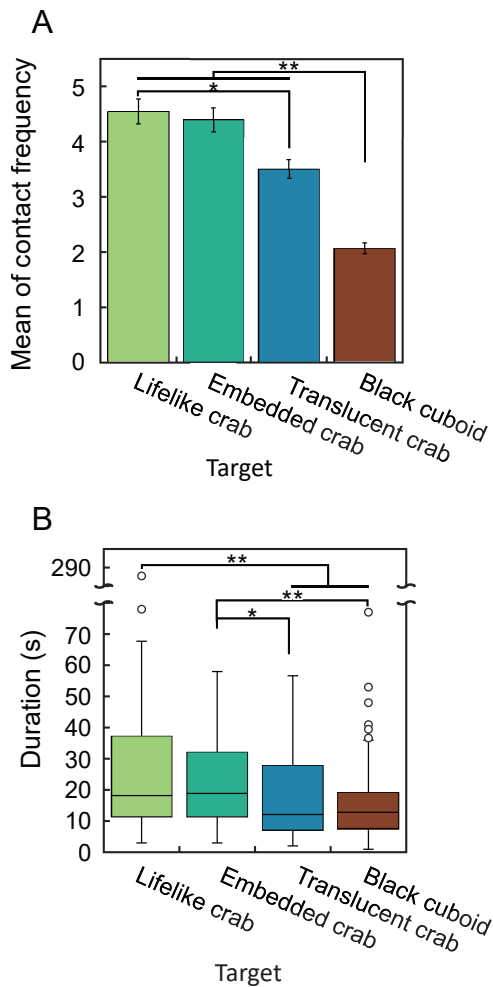 A
Mean of contact frequency
5
4
3
2
1
0
**
*
Lifelike crab
Embedded crab
Translucent crab
Black cuboid
Target
B
Duration (s)
290
70
60
50
40
30
20
10
0
**
**
*
Lifelike crab
Embedded crab
Translucent crab
Black cuboid
Target